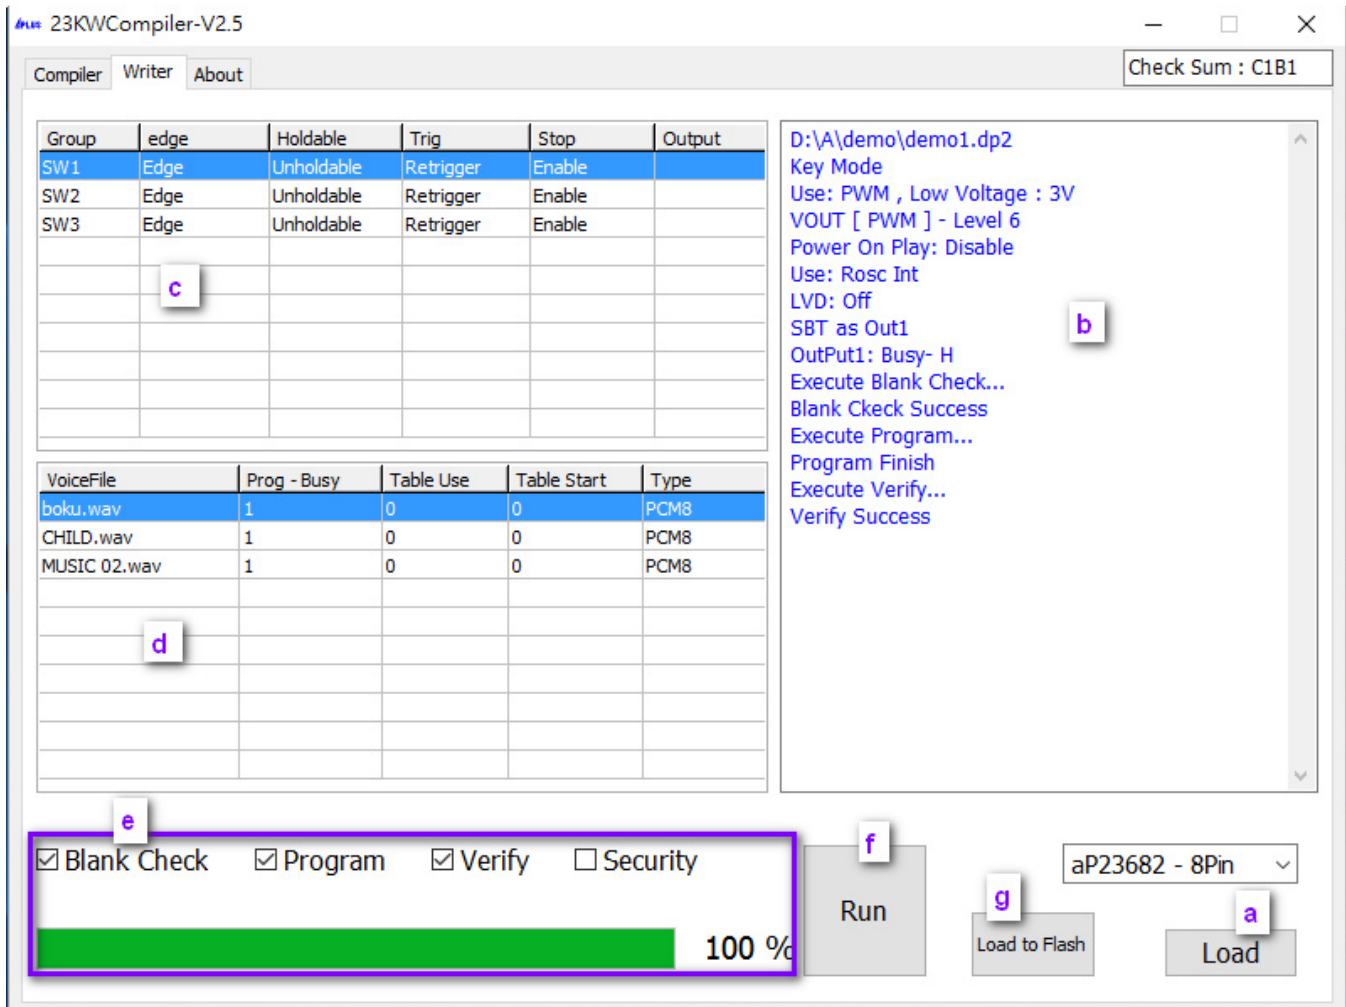 APLUS 23KWCompiler-V2.5
Compiler Writer About
Check Sum : C1B1
Group edge Holdable Trig Stop Output
SW1 Edge Unholdable Retrigger Enable
SW2 Edge Unholdable Retrigger Enable
SW3 Edge Unholdable Retrigger Enable
c
VoiceFile Prog - Busy Table Use Table Start Type
boku.wav 1 0 0 PCM8
CHILD.wav 1 0 0 PCM8
MUSIC 02.wav 1 0 0 PCM8
d
D:\A\demo\demo1.dp2
Key Mode
Use: PWM , Low Voltage : 3V
VOUT [ PWM ] - Level 6
Power On Play: Disable
Use: Rosc Int
LVD: Off
SBT as Out1
b
OutPut1: Busy- H
Execute Blank Check...
Blank Ckeck Success
Execute Program...
Program Finish
Execute Verify...
Verify Success
e
Blank Check Program Verify Security
100 %
f
Run
g
Load to Flash
aP23682 - 8Pin
a
Load